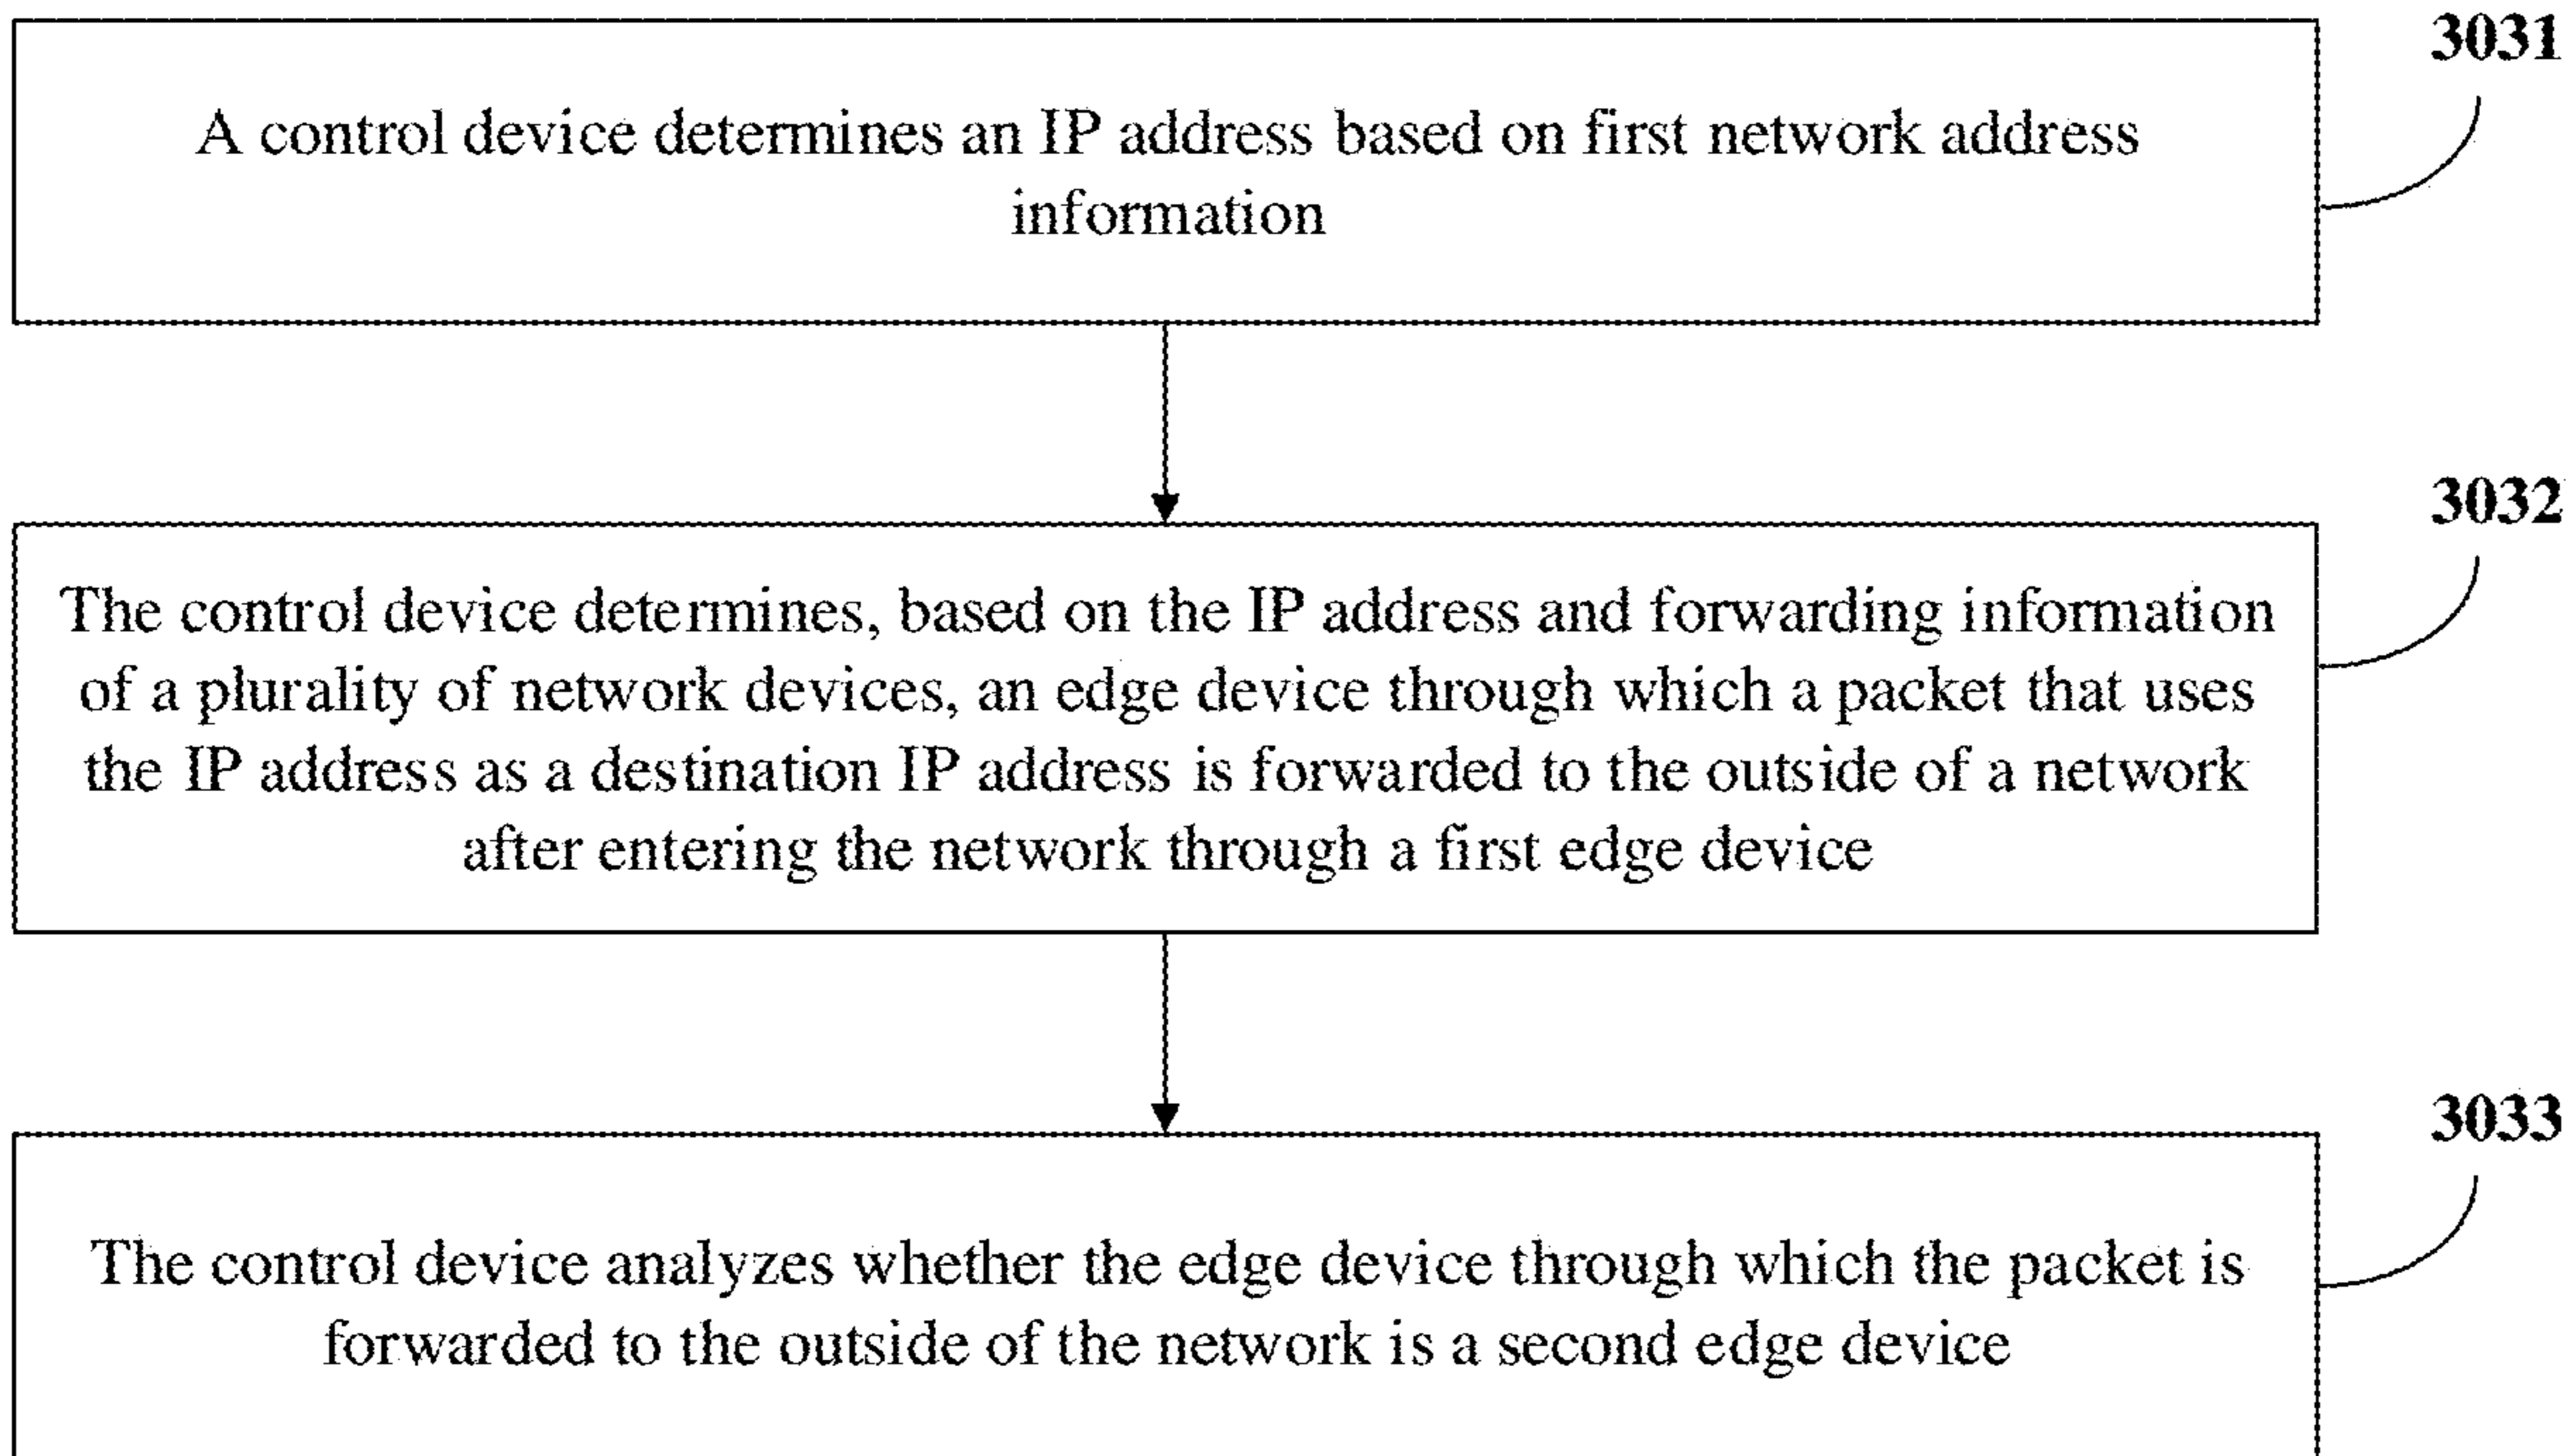 3031
A control device determines an IP address based on first network address
information
3032
The control device determines, based on the IP address and forwarding information
of a plurality of network devices, an edge device through which a packet that uses
the IP address as a destination IP address is forwarded to the outside of a network
after entering the network through a first edge device
3033
The control device analyzes whether the edge device through which the packet is
forwarded to the outside of the network is a second edge device